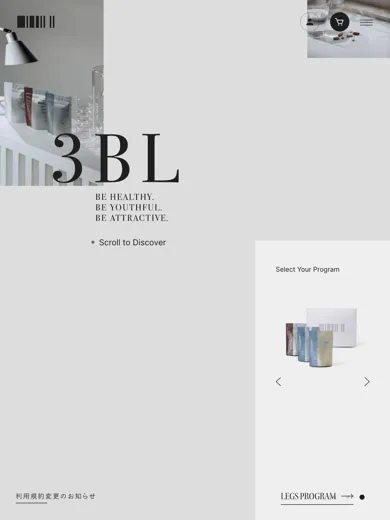 3BL
BE HEALTHY.
BE YOUTHFUL.
BE ATTRACTIVE.
Scroll to Discover
Select Your Program
LEGS PROGRAM
利用規約変更のお知らせ